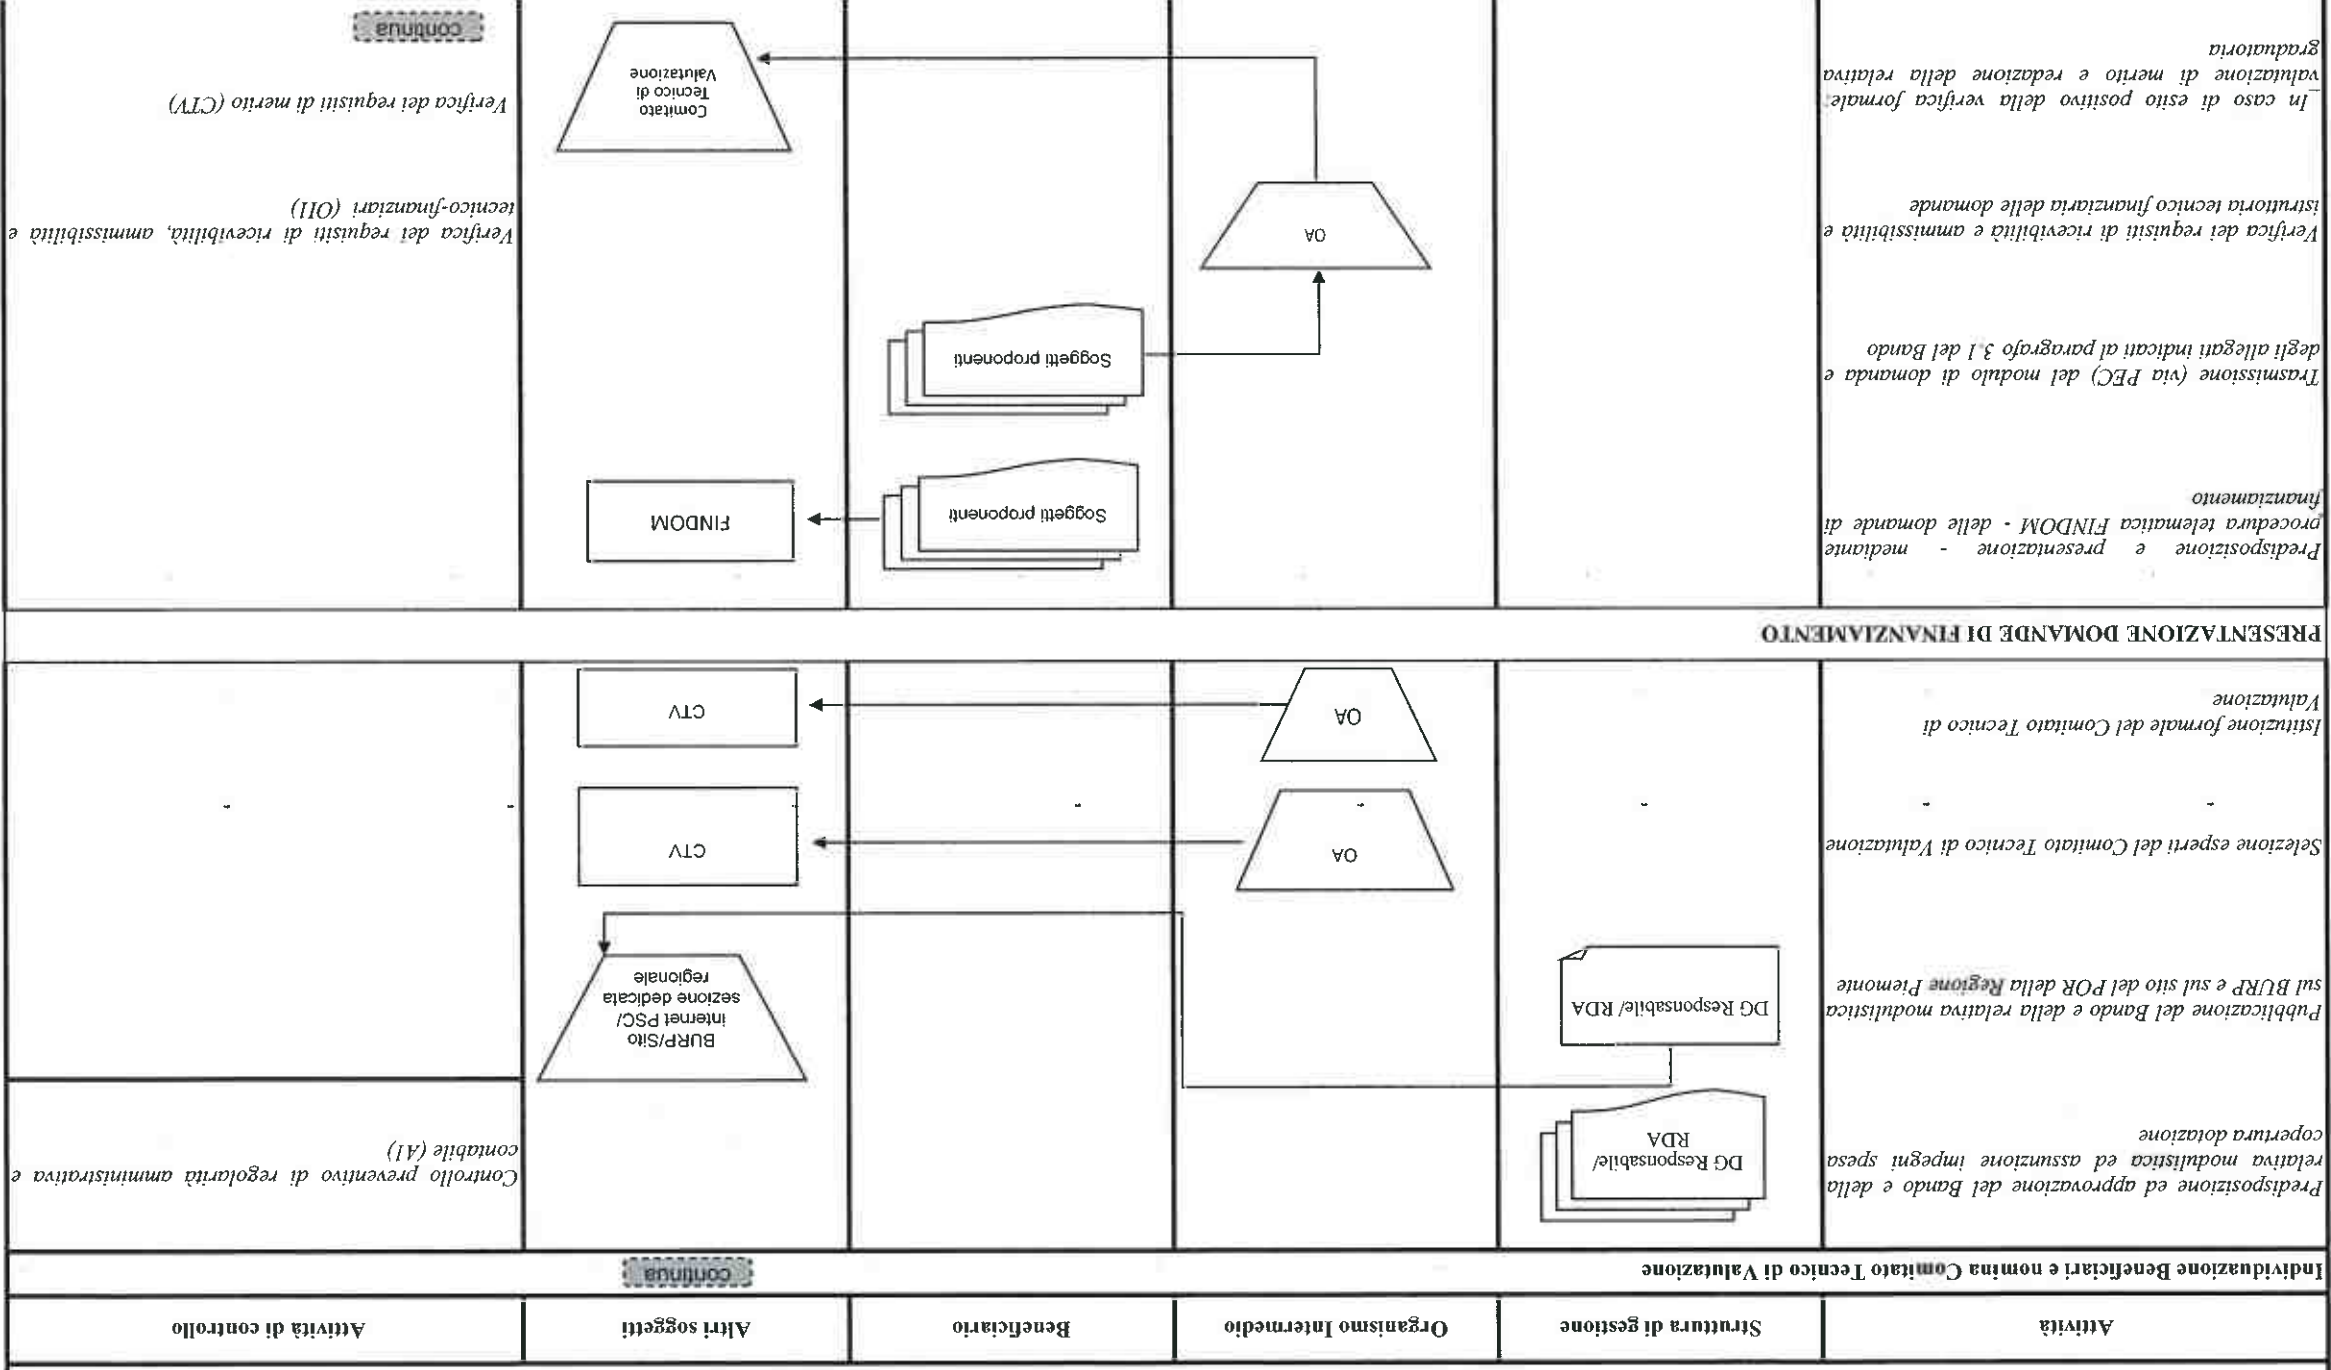 Attività
Struttura di gestione
Organismo Intermedio
Beneficiario
Altri soggetti
Attività di controllo
Individuazione Beneficiari e nomina Comitato Tecnico di Valutazione
continua
Predisposizione ed approvazione del Bando e della
relativa modulistica ed assunzione impegni spesa
copertura dotazione
DG Responsabile/
RDA
Controllo preventivo di regolarità amministrativa e
contabile (A1)
Pubblicazione del Bando e della relativa modulistica
sul BURP e sul sito del POR della Regione Piemonte
DG Responsabile/ RDA
BURP/Sito
internet PSC/
sezione dedicata
regionale
Selezione esperti del Comitato Tecnico di Valutazione
OA
CTV
Istituzione formale del Comitato Tecnico di
Valutazione
OA
CTV
PRESENTAZIONE DOMANDE DI FINANZIAMENTO
Predisposizione e presentazione - mediante
procedura telematica FINDOM - delle domande di
finanziamento
Soggetti proponenti
FINDOM
Trasmissione (via PEC) del modulo di domanda e
degli allegati indicati al paragrafo 3.1 del Bando
Soggetti proponenti
Verifica dei requisiti di ricevibilità e ammissibilità e
istruttoria tecnico finanziaria delle domande
OA
Verifica dei requisiti di ricevibilità, ammissibilità e
tecnico-finanziari (OI1)
_In caso di esito positivo della verifica formale:
valutazione di merito e redazione della relativa
graduatoria
Comitato
Tecnico di
Valutazione
Verifica dei requisiti di merito (CTV)
continua